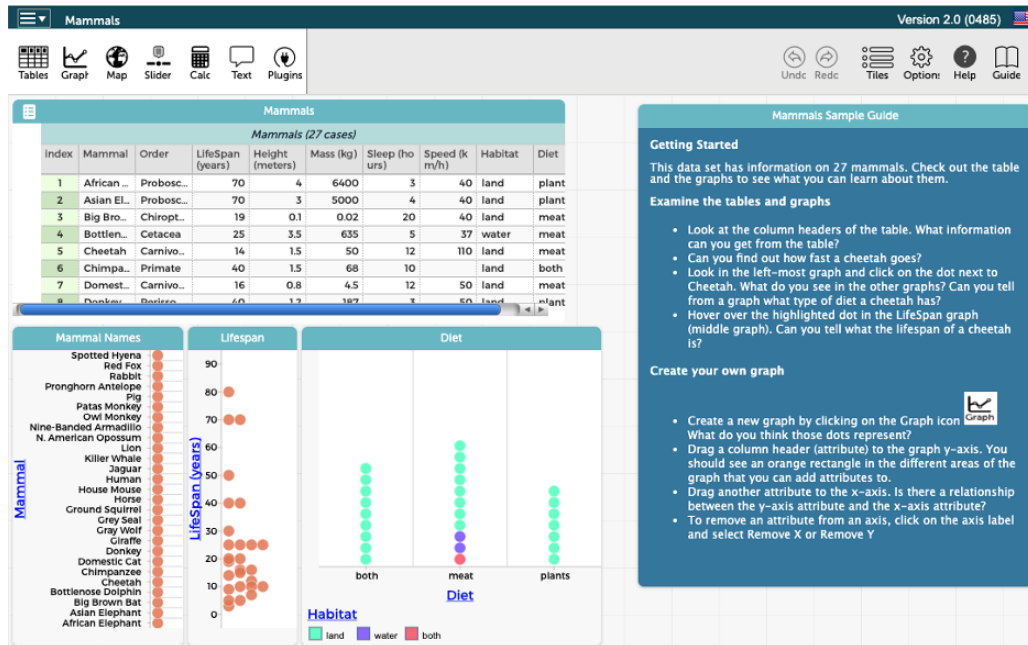 Mammals
Version 2.0 (0485)
Tables Graph Map Slider Calc Text Plugins
Undc Redc Tiles Option: Help Guide
Mammals
Mammals (27 cases)
index Mammal Order LifeSpan (years) Height (meters) Mass (kg) Sleep (ho urs) Speed (k m/h) Habitat Diet
1 African ... Probosc... 70 4 6400 3 40 land plant
2 Asian El... Probosc... 70 3 5000 4 40 land plant
3 Big Bro... Chiropt... 19 0.1 0.02 20 40 land meat
4 Bottlen... Cetacea 25 3.5 635 5 37 water meat
5 Cheetah Carnivo... 14 1.5 50 12 110 land meat
6 Chimpa... Primate 40 1.5 68 10 land both
7 Domest... Carnivo... 16 0.8 4.5 12 50 land meat
8 Donkey Perisso... 40 1.2 187 3 50 land plant
Mammal Names
Spotted Hyena
Red Fox
Rabbit
Pronghorn Antelope
Pig
Patas Monkey
Owl Monkey
Nine-Banded Armadillo
N. American Opossum
Lion
Killer Whale
Jaguar
Human
House Mouse
Horse
Ground Squirrel
Grey Seal
Gray Wolf
Giraffe
Donkey
Domestic Cat
Chimpanzee
Cheetah
Bottlenose Dolphin
Big Brown Bat
Asian Elephant
African Elephant
Mammal
Lifespan
90
80
70
60
50
40
30
20
10
0
LifeSpan (years)
Diet
both meat plants
Diet
Habitat
land water both
Mammals Sample Guide
Getting Started
This data set has information on 27 mammals. Check out the table
and the graphs to see what you can learn about them.
Examine the tables and graphs
• Look at the column headers of the table. What information
can you get from the table?
• Can you find out how fast a cheetah goes?
• Look in the left-most graph and click on the dot next to
Cheetah. What do you see in the other graphs? Can you tell
from a graph what type of diet a cheetah has?
• Hover over the highlighted dot in the LifeSpan graph
(middle graph). Can you tell what the lifespan of a cheetah
is?
Create your own graph
• Create a new graph by clicking on the Graph icon Graph
What do you think those dots represent?
• Drag a column header (attribute) to the graph y-axis. You
should see an orange rectangle in the different areas of the
graph that you can add attributes to.
• Drag another attribute to the x-axis. Is there a relationship
between the y-axis attribute and the x-axis attribute?
• To remove an attribute from an axis, click on the axis label
and select Remove X or Remove Y